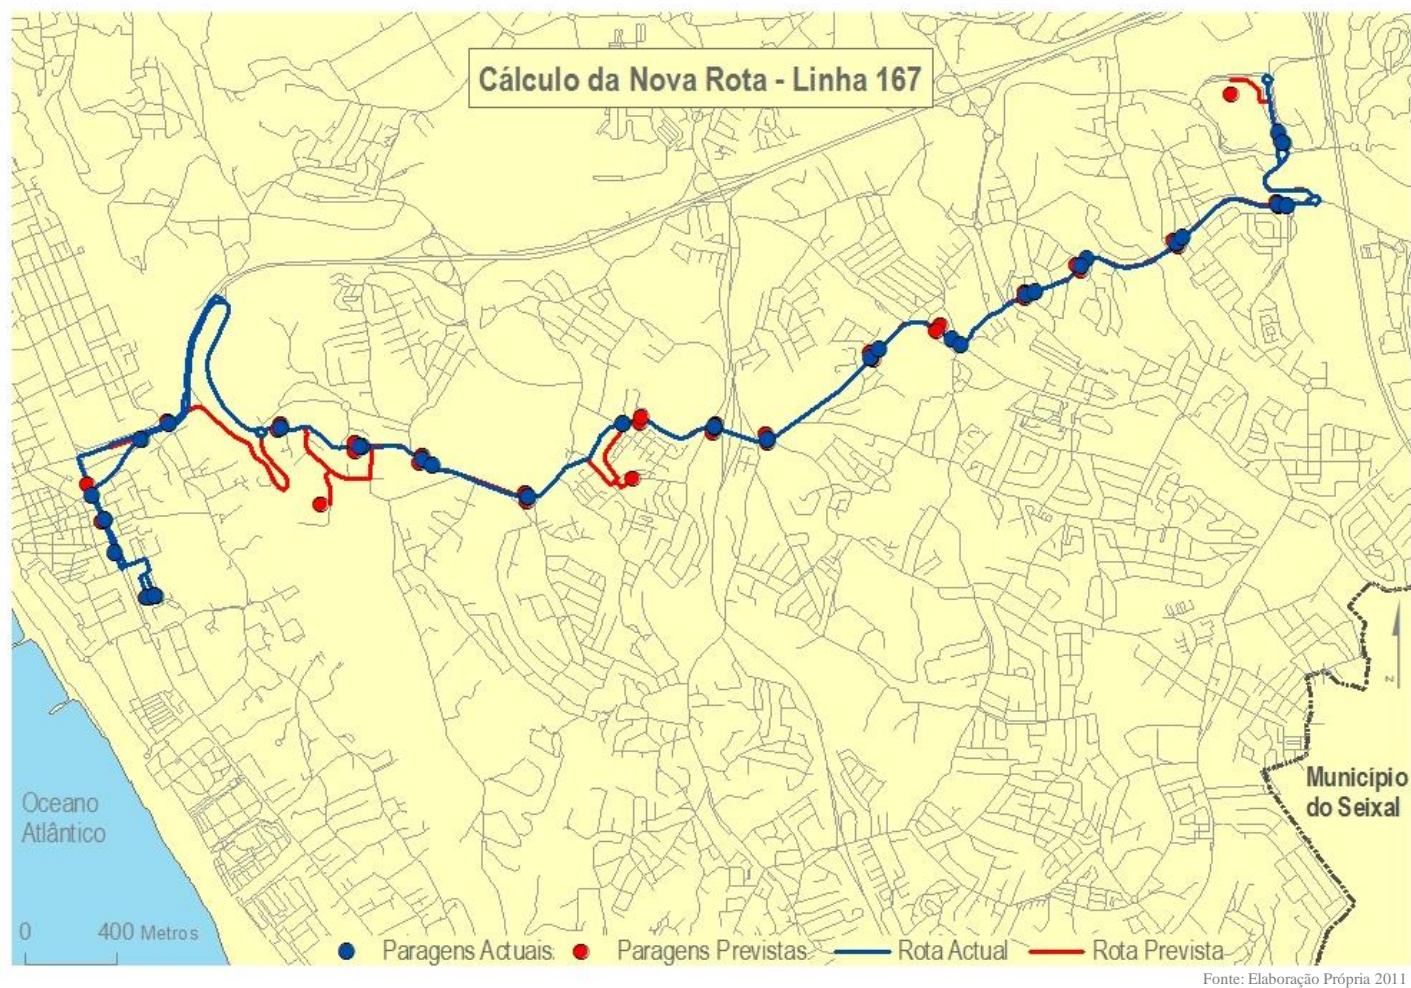 Cálculo da Nova Rota - Linha 167
Município
do Seixal
Oceano
Atlântico
N
0 400 Metros
Paragens Actuais
Paragens Previstas
Rota Actual
Rota Prevista
Fonte: Elaboração Própria 2011